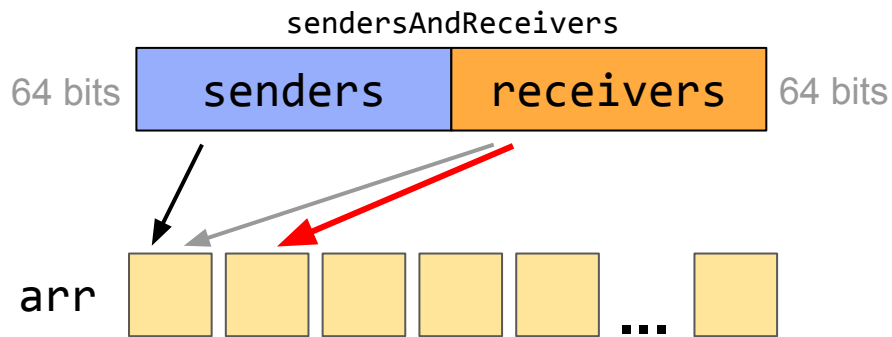 sendersAndReceivers
64 bits senders receivers 64 bits
arr ...